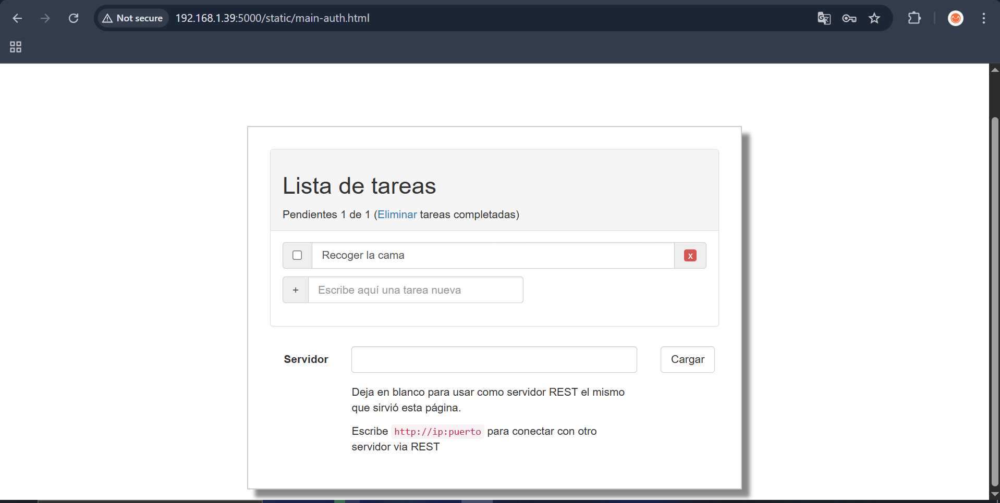 Not secure
192.168.1.39:5000/static/main-auth.html
Lista de tareas
Pendientes 1 de 1 (Eliminar tareas completadas)
Recoger la cama
x
+
Escribe aquí una tarea nueva
Servidor
Cargar
Deja en blanco para usar como servidor REST el mismo
que sirvió esta página.
Escribe http://ip:puerto para conectar con otro
servidor via REST